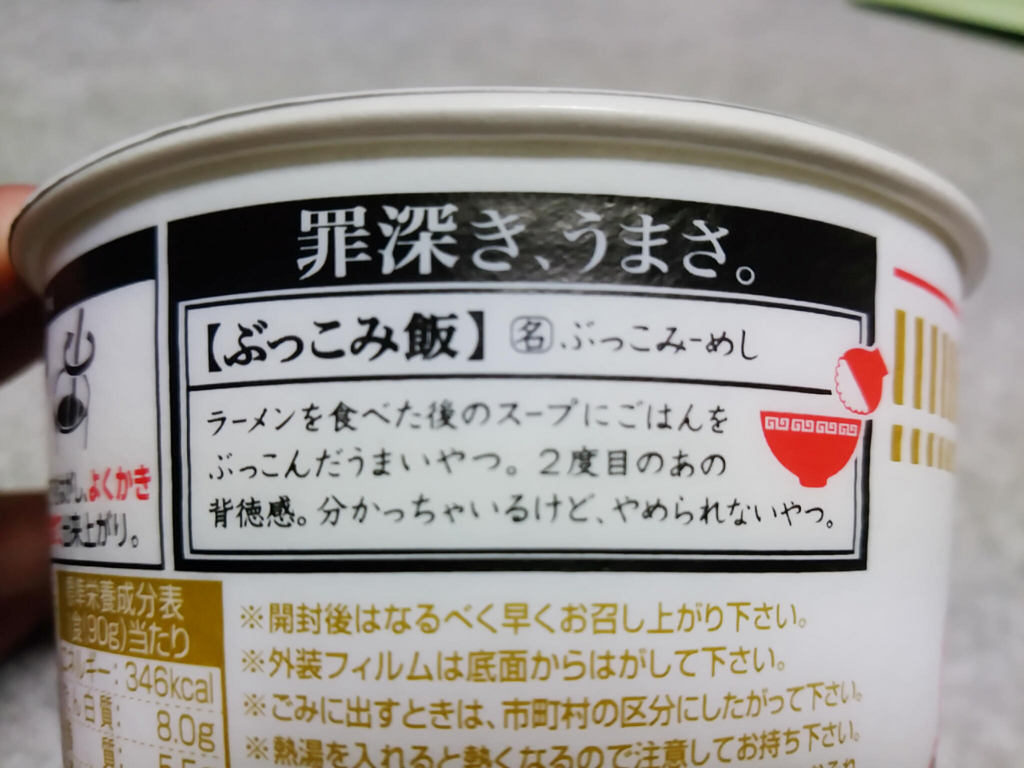 罪深き、うまさ。
【ぶっこみ飯】 名 ぶっこみ-めし
ラーメンを食べた後のスープにごはんを
ぶっこんだうまいやつ。2度目のあの
背徳感。分かっちゃいるけど、やめられないやつ。
よくかき
上がり。
標準栄養成分表
食(90g)当たり
エネルギー: 346kcal
質: 8.0g
質:
※開封後はなるべく早くお召し上がり下さい。
※外装フィルムは底面からはがして下さい。
※ごみに出すときは、市町村の区分にしたがって下さい。
※熱湯を入れると熱くなるので注意してお持ち下さい。